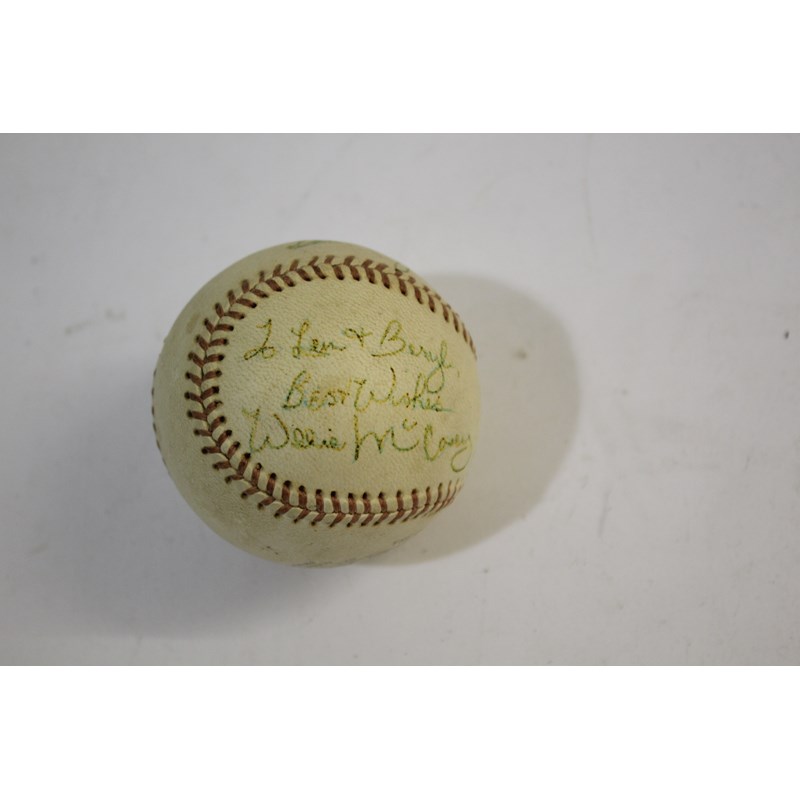 To Len + Beryl,
Best Wishes
Willie McCovey